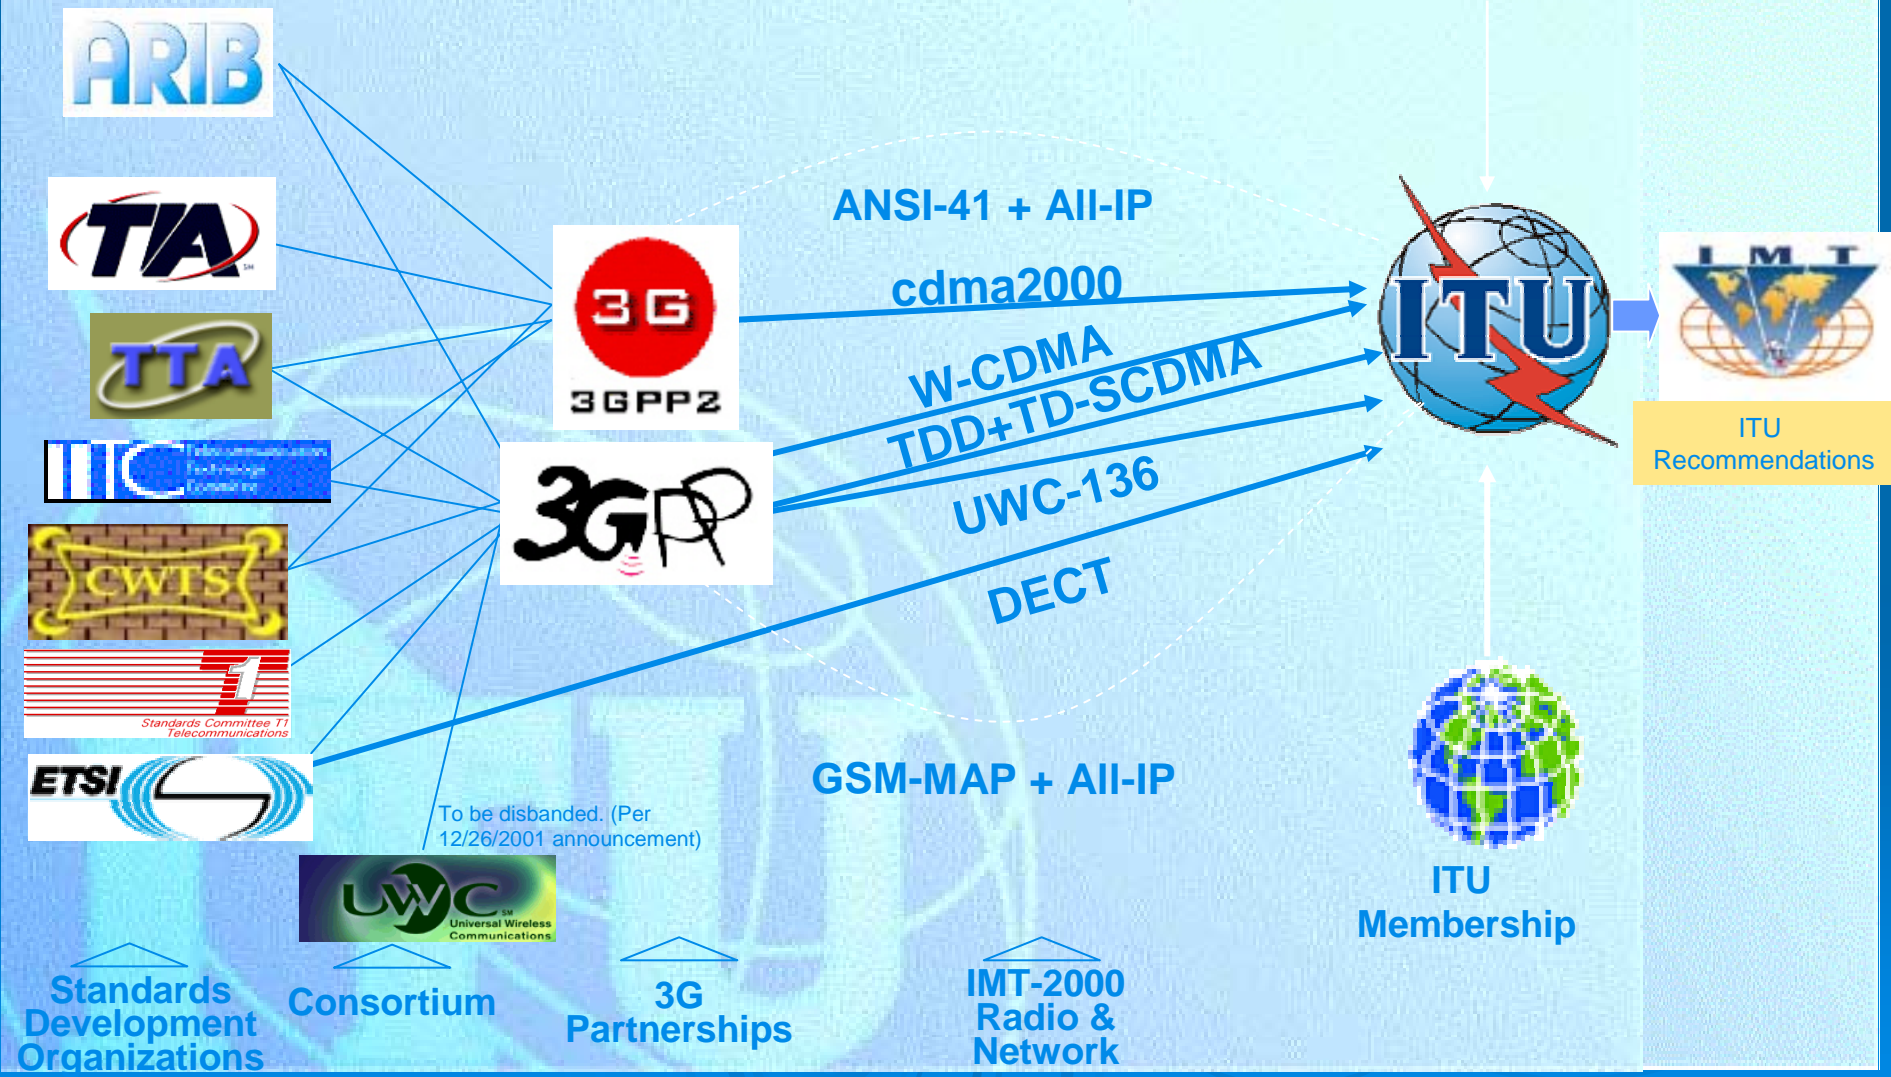 ARIB
TIA
SM
TTA
TTC
Telecommunication
Technology
Committee
CWTS
1
Standards Committee T1
Telecommunications
ETSI
To be disbanded. (Per
12/26/2001 announcement)
UWC
SM
Universal Wireless
Communications
3G
3GPP2
3GPP
ANSI-41 + All-IP
cdma2000
W-CDMA
TDD+TD-SCDMA
UWC-136
DECT
GSM-MAP + All-IP
ITU
IMT
ITU
Recommendations
ITU
Membership
Standards
Development
Organizations
Consortium
3G
Partnerships
IMT-2000
Radio &
Network